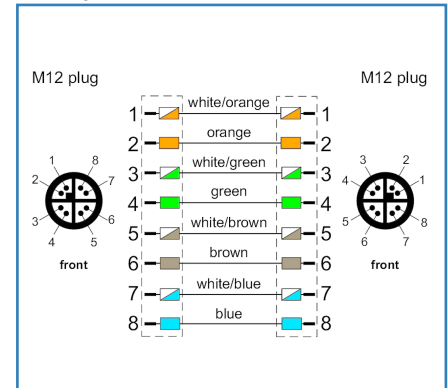 M12 plug
M12 plug
1 white/orange 1
2 orange 2
3 white/green 3
4 green 4
5 white/brown 5
6 brown 6
7 white/blue 7
8 blue 8
1 8
2 7
3 6
4 5
front
3 2
4 1
5 8
6 7
front